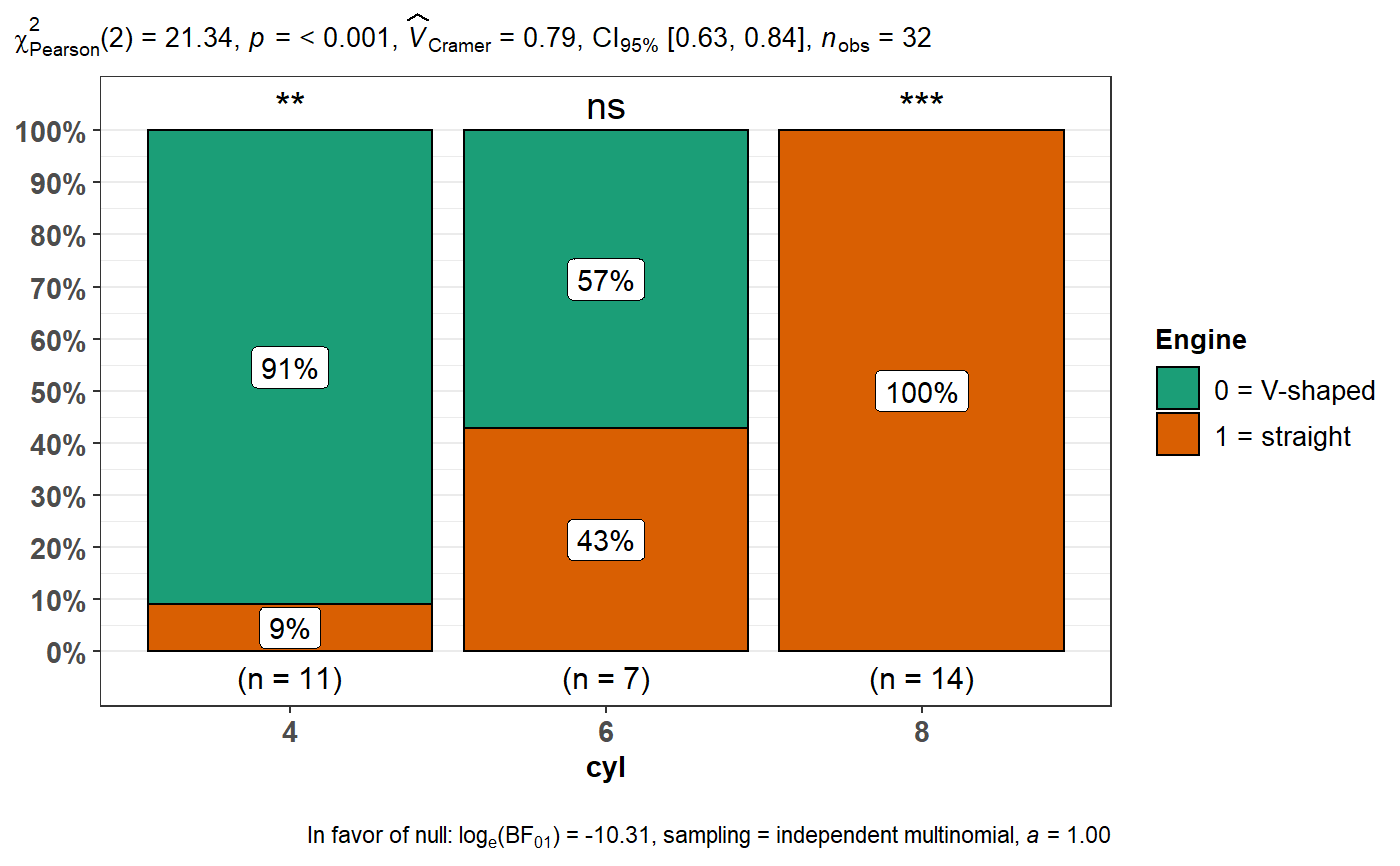 χ²Pearson(2) = 21.34, p = < 0.001, V̂Cramer = 0.79, CI95% [0.63, 0.84], nobs = 32
** ns ***
100%
90%
80%
70%
60%
50%
40%
30%
20%
10%
0%
57%
91%
100%
43%
9%
(n = 11) (n = 7) (n = 14)
4 6 8
cyl
Engine
0 = V-shaped
1 = straight
In favor of null: loge(BF01) = -10.31, sampling = independent multinomial, a = 1.00